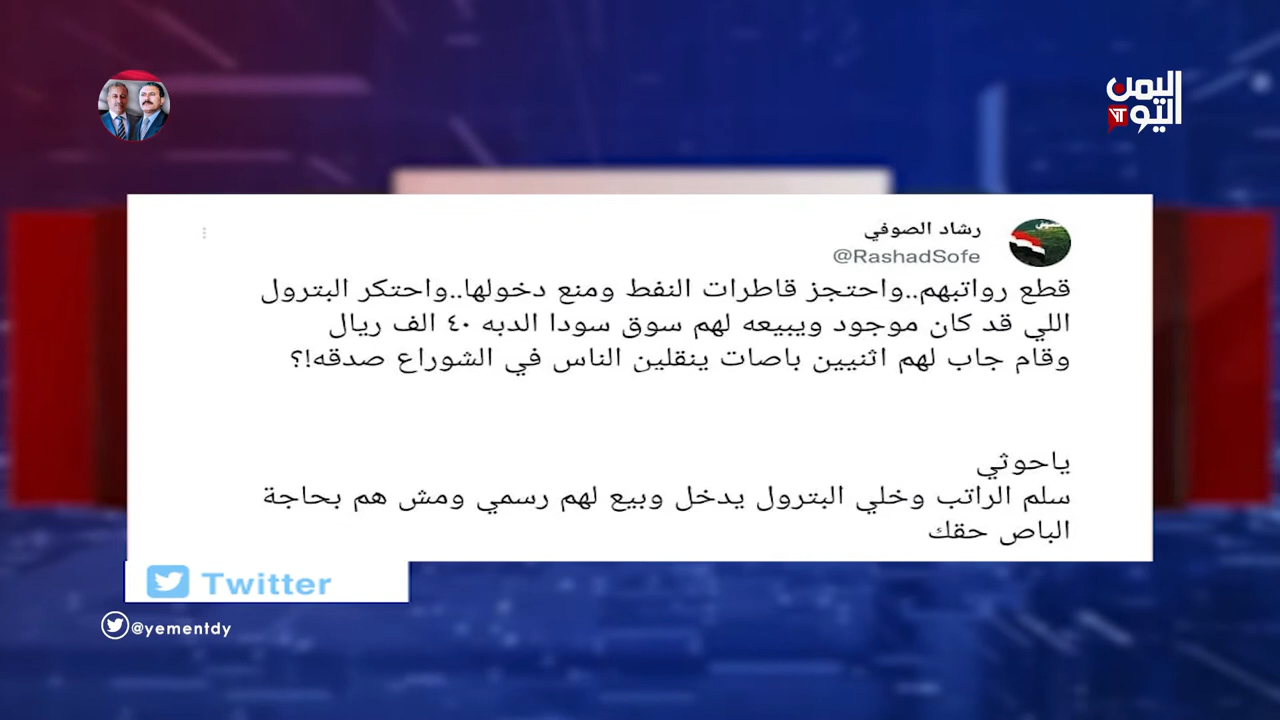 اليمن
اليوم
رشاد الصوفي
@RashadSofe
قطع رواتبهم..واحتجز قاطرات النفط ومنع دخولها..واحتكر البترول
اللي قد كان موجود ويبيعه لهم سوق سودا الدبه ٤٠ الف ريال
وقام جاب لهم اثنيين باصات ينقلين الناس في الشوراع صدقه!؟
ياحوثي
سلم الراتب وخلي البترول يدخل وبيع لهم رسمي ومش هم بحاجة
الباص حقك
Twitter
@yementdy